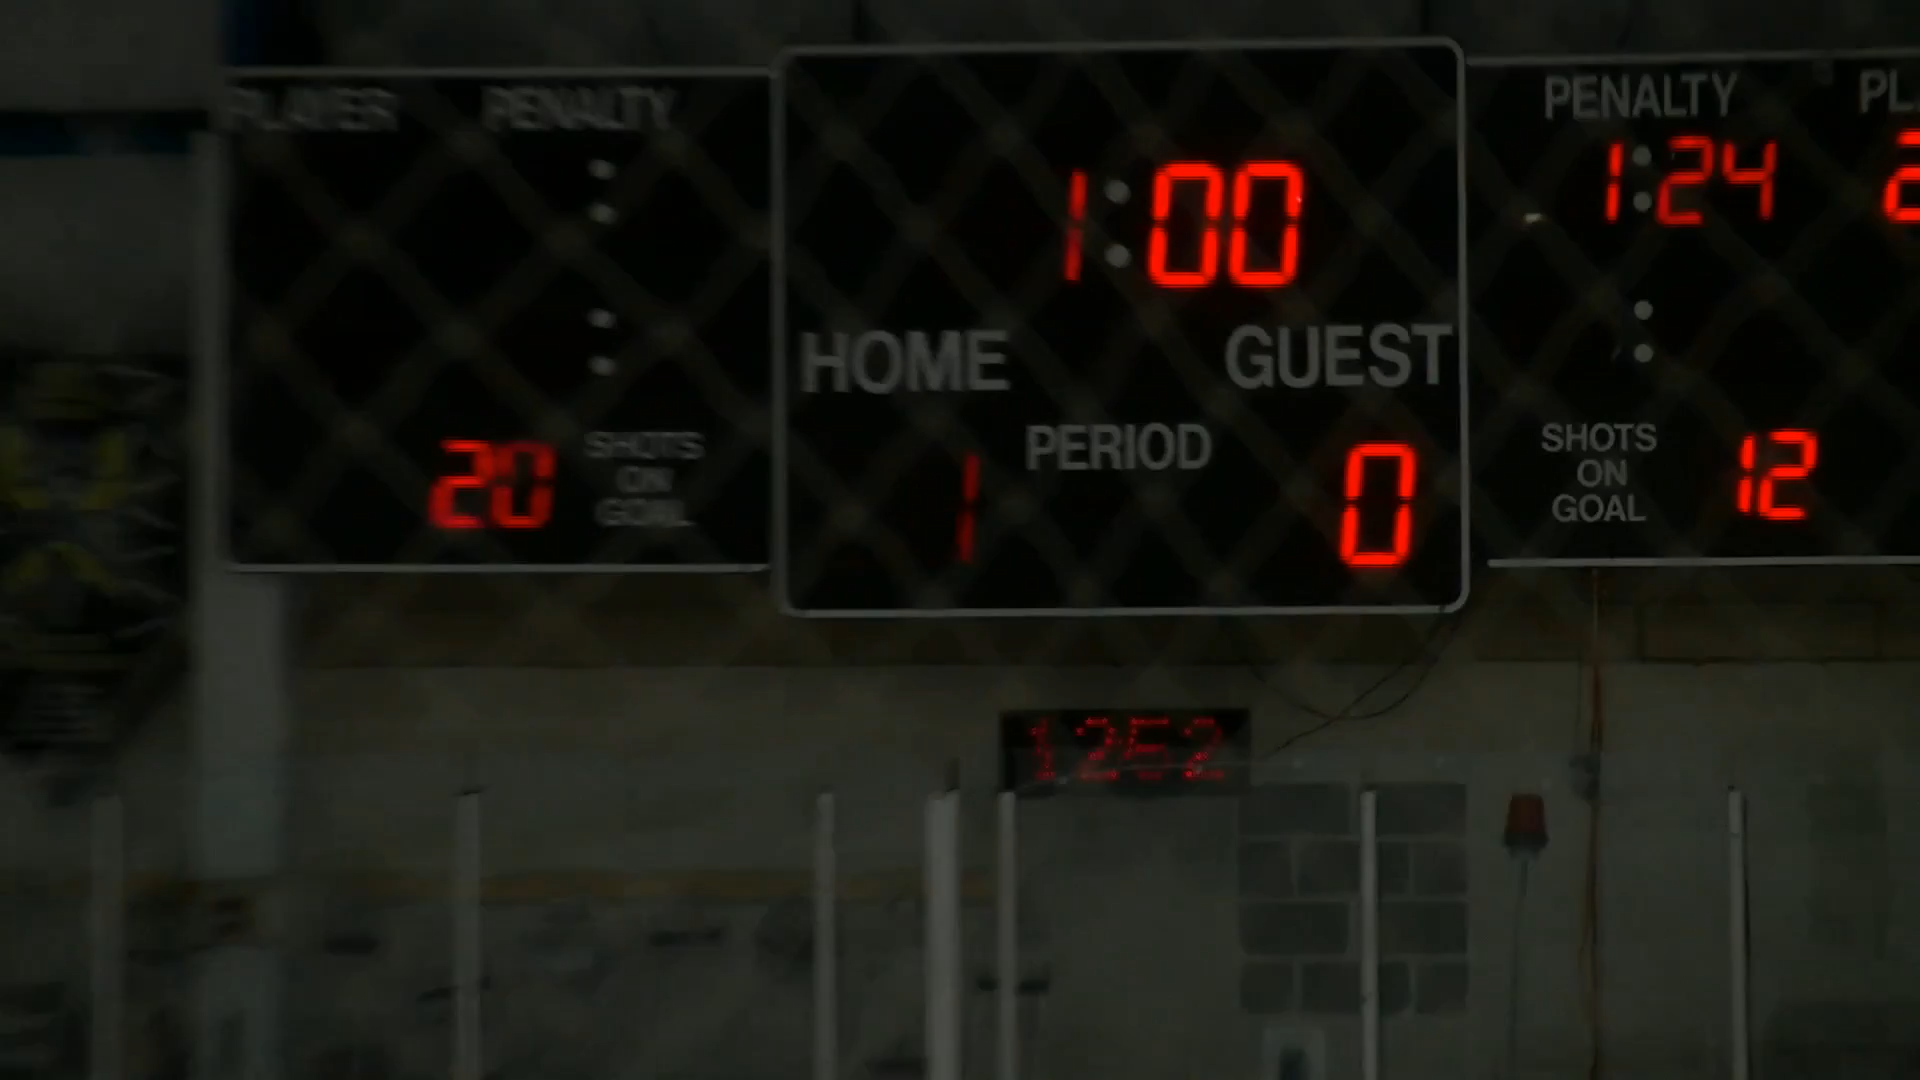 PLAYER PENALTY
20 SHOTS
ON
GOAL
1:00
HOME GUEST
PERIOD
1 0
PENALTY
1:24
SHOTS
ON
GOAL
12
1252